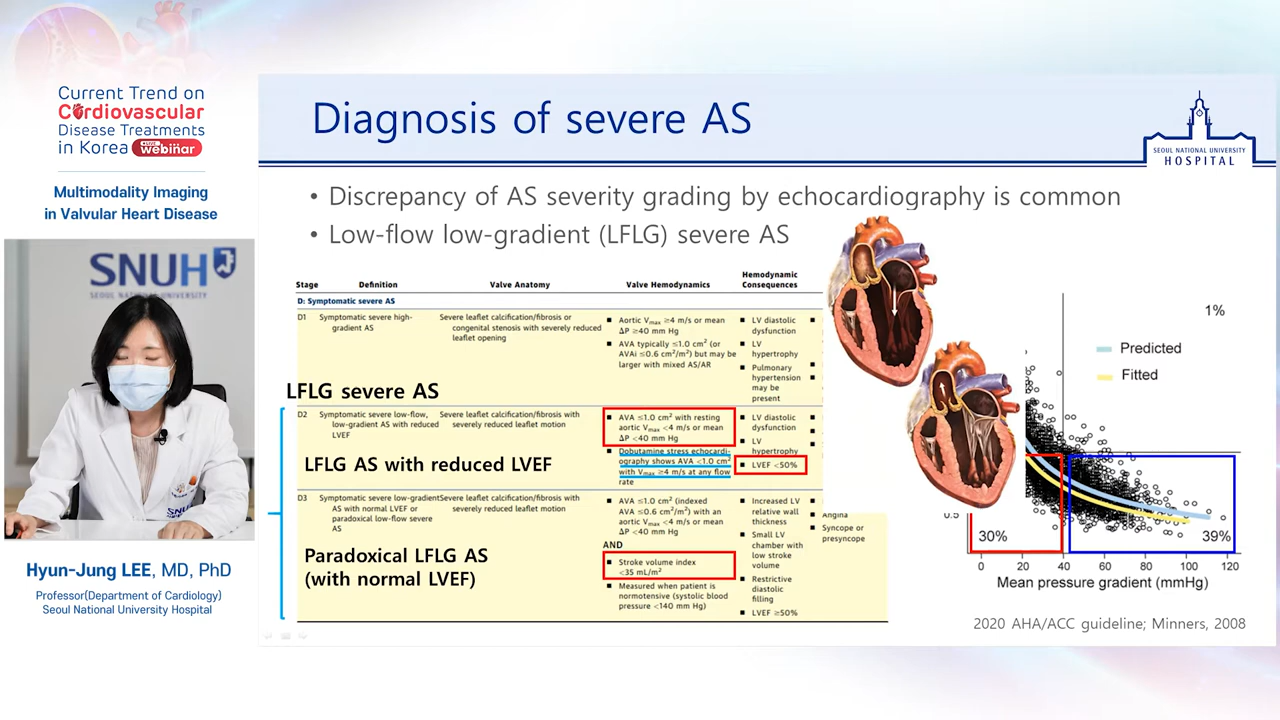 Current Trend on
Cardiovascular
Disease Treatments
in Korea LIVE webinar
Multimodality Imaging
in Valvular Heart Disease
SNUH
SEOUL NATIONAL UNIVERSITY
SNUH
Hyun-Jung LEE, MD, PhD
Professor(Department of Cardiology)
Seoul National University Hospital
Diagnosis of severe AS
SEOUL NATIONAL UNIVERSITY
HOSPITAL
• Discrepancy of AS severity grading by echocardiography is common
• Low-flow low-gradient (LFLG) severe AS
Stage Definition Valve Anatomy Valve Hemodynamics Hemodynamic
Consequences
D: Symptomatic severe AS
D1 Symptomatic severe high-
gradient AS
Severe leaflet calcification/fibrosis or
congenital stenosis with severely reduced
leaflet opening
■ Aortic Vmax ≥4 m/s or mean
ΔP ≥40 mm Hg
■ AVA typically ≤1.0 cm² (or
AVAi ≤0.6 cm²/m²) but may be
larger with mixed AS/AR
■ LV diastolic
dysfunction
■ LV
hypertrophy
■ Pulmonary
hypertension
may be
present
LFLG severe AS
D2 Symptomatic severe low-flow,
low-gradient AS with reduced
LVEF
Severe leaflet calcification/fibrosis with
severely reduced leaflet motion
■ AVA ≤1.0 cm² with resting
aortic Vmax <4 m/s or mean
ΔP <40 mm Hg
■ Dobutamine stress echocardi-
ography shows AVA <1.0 cm²
with Vmax ≥4 m/s at any flow
rate
■ LV diastolic
dysfunction
■ LV
hypertrophy
■ LVEF <50%
LFLG AS with reduced LVEF
D3 Symptomatic severe low-gradient
AS with normal LVEF or
paradoxical low-flow severe
AS
Severe leaflet calcification/fibrosis with
severely reduced leaflet motion
■ AVA ≤1.0 cm² (indexed
AVA ≤0.6 cm²/m²) with an
aortic Vmax <4 m/s or mean
ΔP <40 mm Hg
AND
■ Stroke volume index
<35 mL/m²
■ Measured when patient is
normotensive (systolic blood
pressure <140 mm Hg)
■ Increased LV
relative wall
thickness
■ Small LV
chamber with
low stroke
volume
■ Restrictive
diastolic
filling
■ LVEF ≥50%
Angina
■ Syncope or
presyncope
Paradoxical LFLG AS
(with normal LVEF)
1%
Predicted
Fitted
0.5
30%
39%
0 20 40 60 80 100 120
Mean pressure gradient (mmHg)
2020 AHA/ACC guideline; Minners, 2008